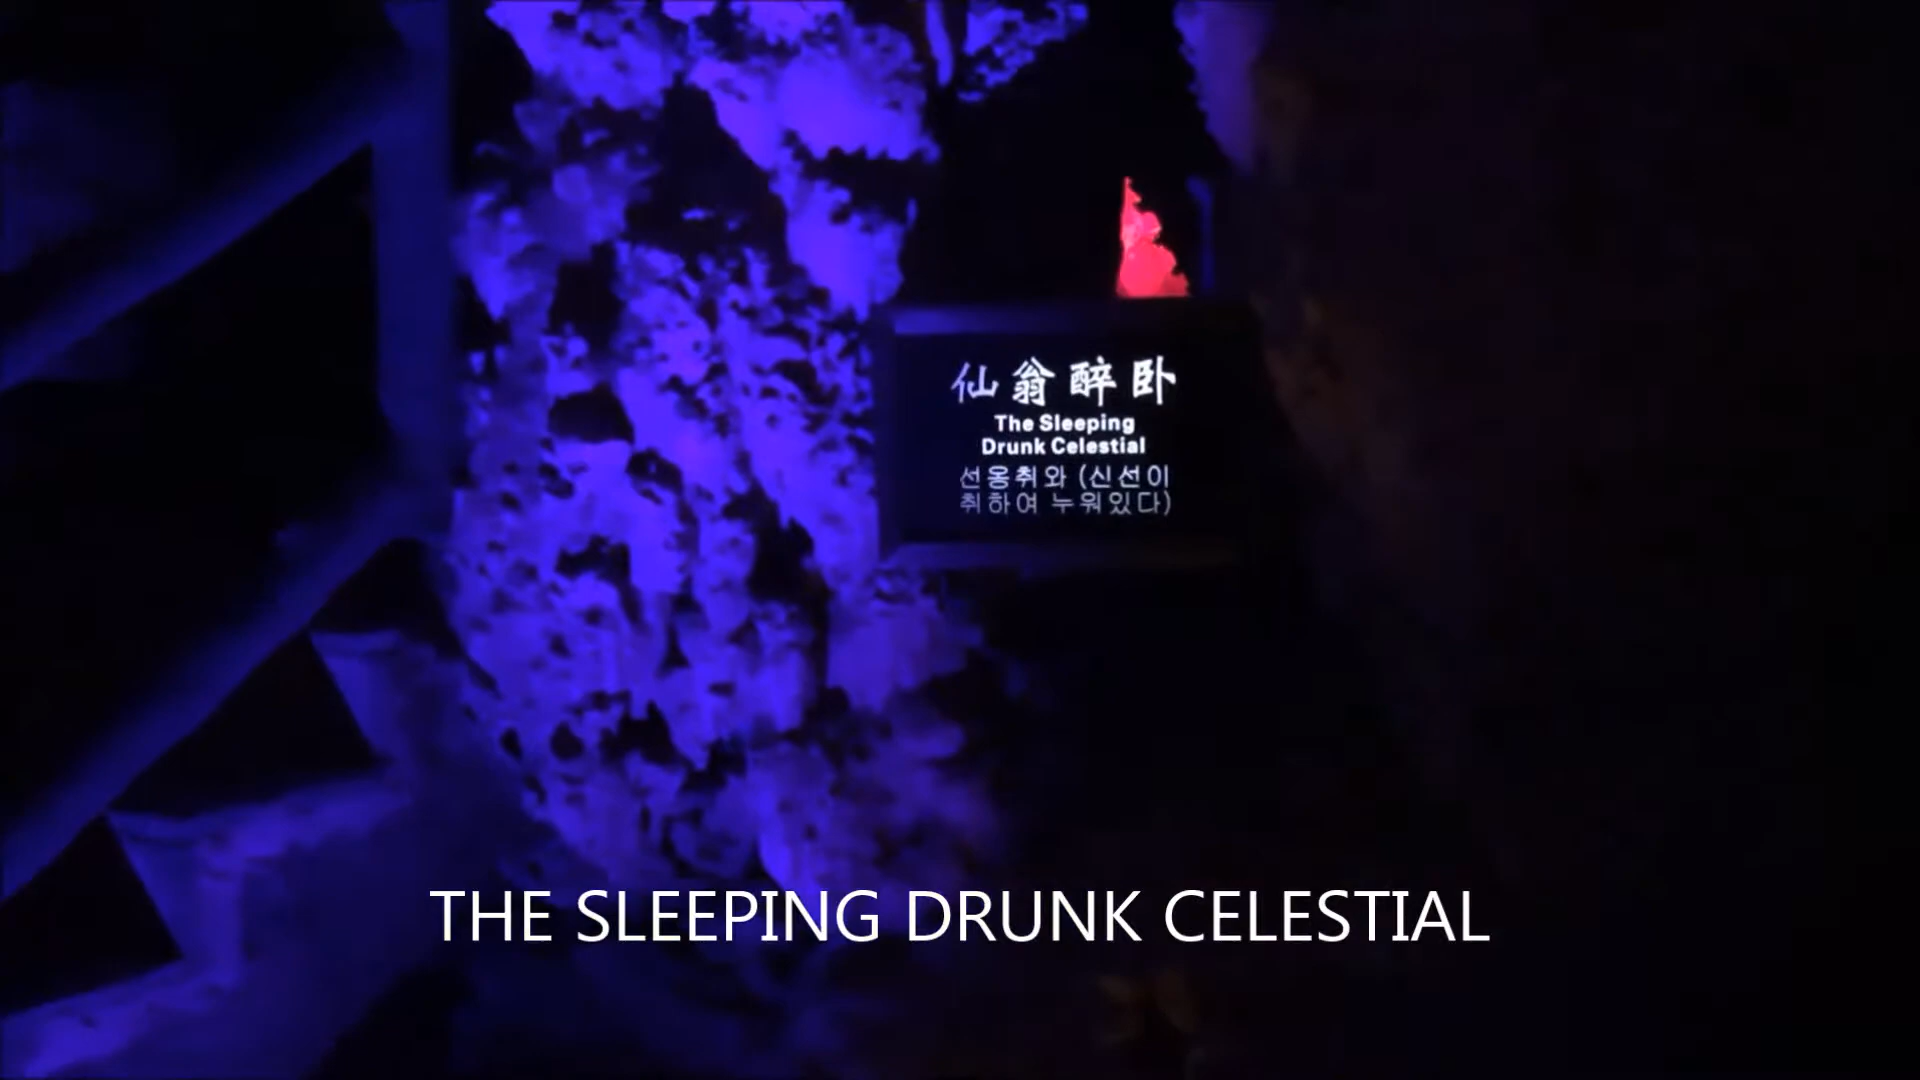 仙翁醉卧
The Sleeping
Drunk Celestial
선옹취와 (신선이
취하여 누워있다)
THE SLEEPING DRUNK CELESTIAL